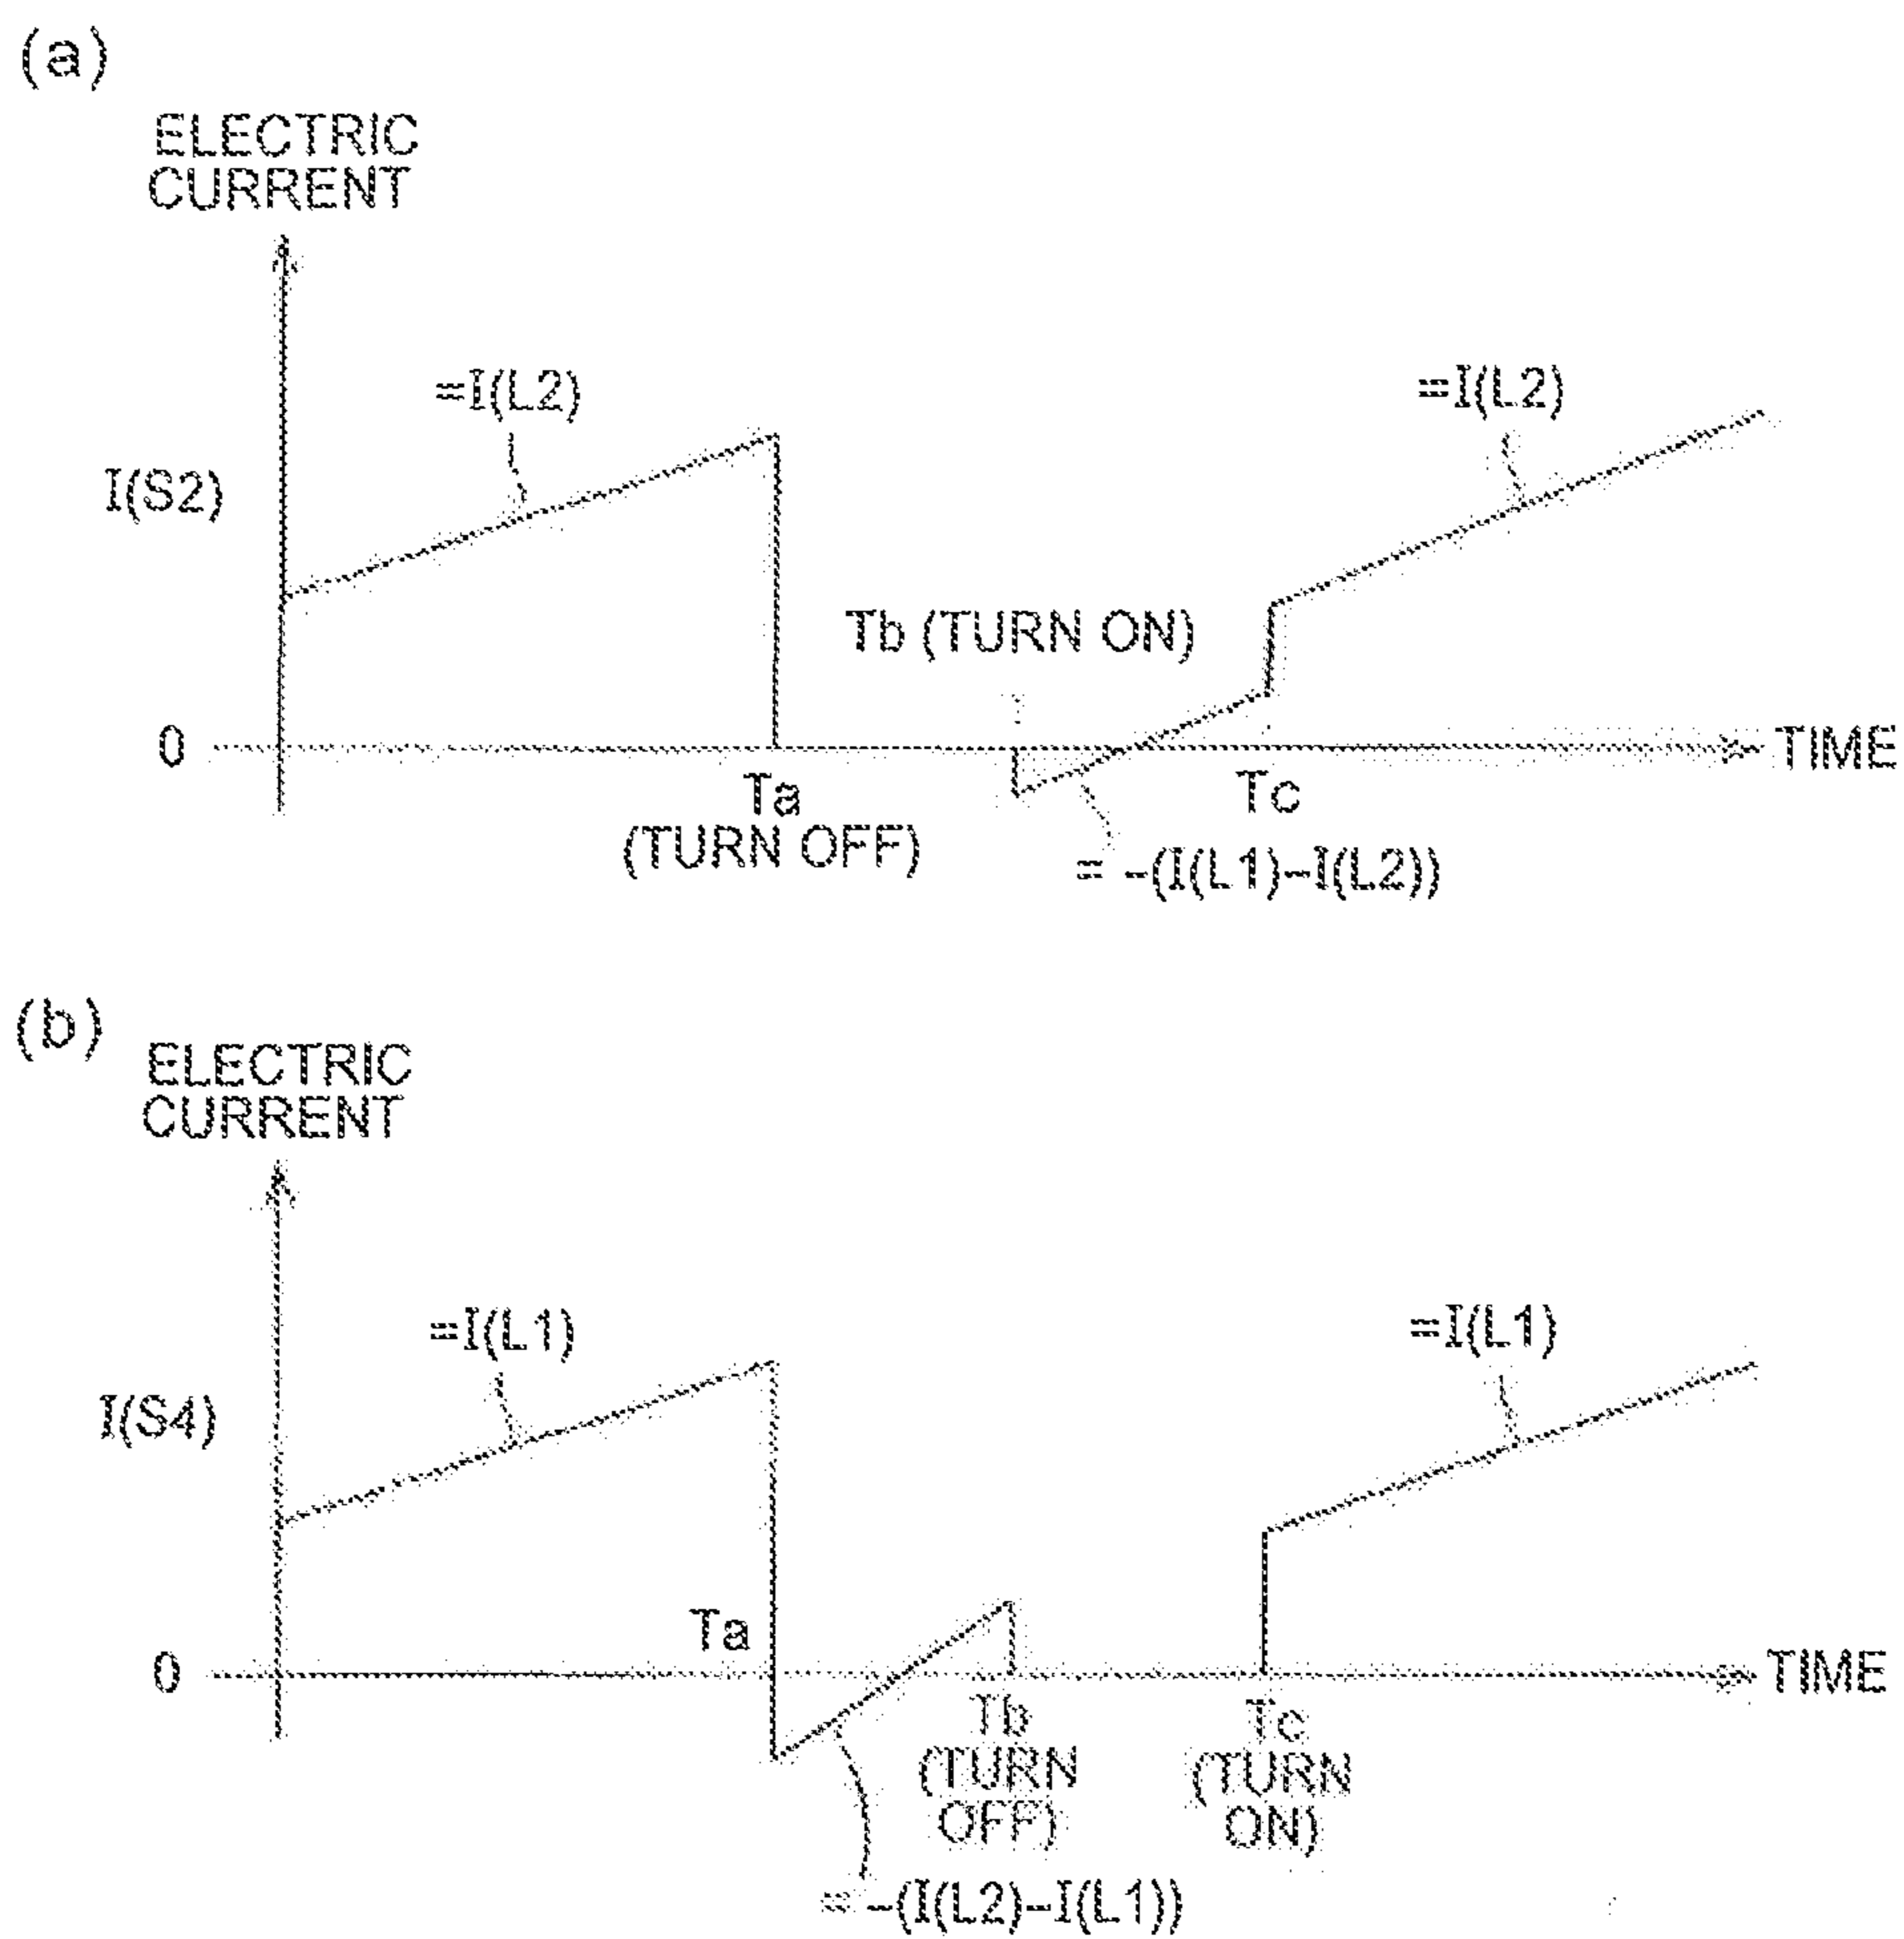 (a)
ELECTRIC
CURRENT
=I(L2)
=I(L2)
I(S2)
Tb (TURN ON)
0
TIME
Ta
(TURN OFF)
Tc
= -(I(L1)-I(L2))
(b)
ELECTRIC
CURRENT
=I(L1)
=I(L1)
I(S4)
Ta
0
TIME
Tb
(TURN
OFF)
Tc
(TURN
ON)
= -(I(L2)-I(L1))